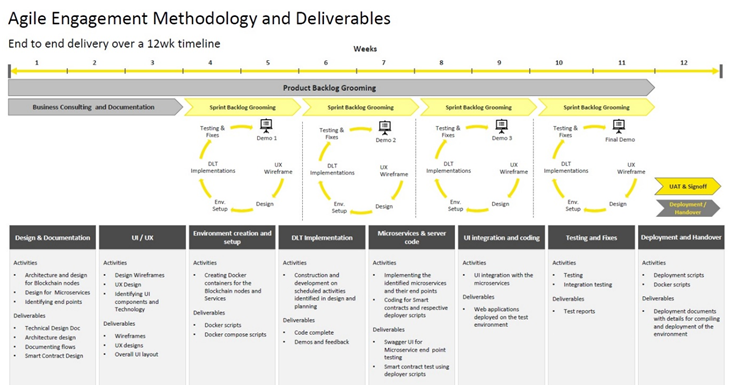 Agile Engagement Methodology and Deliverables
End to end delivery over a 12wk timeline
Weeks
1 2 3 4 5 6 7 8 9 10 11 12
Product Backlog Grooming
Business Consulting and Documentation
Sprint Backlog Grooming
Sprint Backlog Grooming
Sprint Backlog Grooming
Sprint Backlog Grooming
Testing &
Fixes
Demo 1
DLT
Implementations
UX
Wireframe
Env.
Setup
Design
Testing &
Fixes
Demo 2
DLT
Implementations
UX
Wireframe
Env.
Setup
Design
Testing &
Fixes
Demo 3
DLT
Implementations
UX
Wireframe
Env.
Setup
Design
Testing &
Fixes
Final Demo
DLT
Implementations
UX
Wireframe
Env.
Setup
Design
UAT & Signoff
Deployment /
Handover
Design & Documentation
Activities
• Architecture and design
for Blockchain nodes
• Design for Microservices
• Identifying end points
Deliverables
• Technical Design Doc
• Architecture design
• Documenting flows
• Smart Contract Design
UI / UX
Activities
• Design Wireframes
• UX Design
• Identifying UI
components and
Technology
Deliverables
• Wireframes
• UX designs
• Overall UI layout
Environment creation and
setup
Activities
• Creating Docker
containers for the
Blockchain nodes and
Services
Deliverables
• Docker scripts
• Docker compose scripts
DLT Implementation
Activities
• Construction and
development on
scheduled activities
identified in design and
planning
Deliverables
• Code complete
• Demos and feedback
Microservices & server
code
Activities
• Implementing the
identified microservices
and their end points
• Coding for Smart
contracts and respective
deployer scripts
Deliverables
• Swagger UI for
Microservice end point
testing
• Smart contract test using
deployer scripts
UI integration and coding
Activities
• UI integration with the
microservices
Deliverables
• Web applications
deployed on the test
environment
Testing and Fixes
Activities
• Testing
• Integration testing
Deliverables
• Test reports
Deployment and Handover
Activities
• Deployment scripts
• Docker scripts
Deliverables
• Deployment documents
with details for compiling
and deployment of the
environment